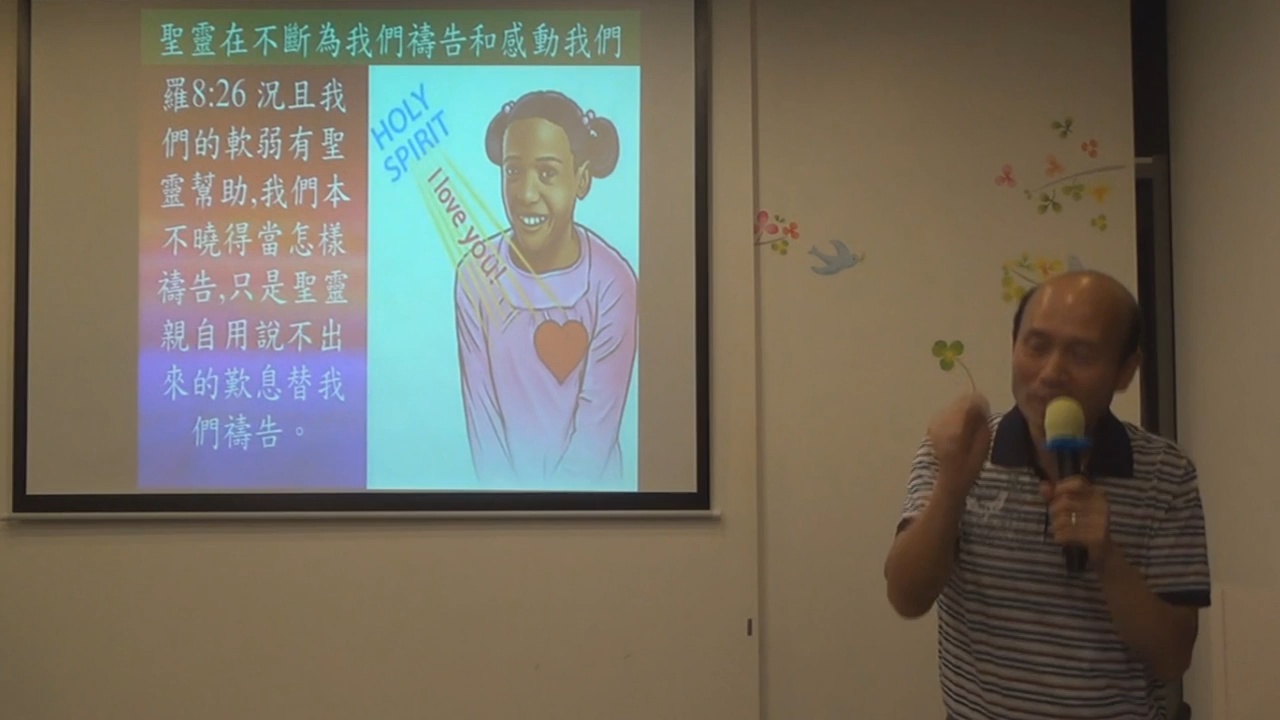 聖靈在不斷為我們禱告和感動我們
羅8:26 況且我
們的軟弱有聖
靈幫助,我們本
不曉得當怎樣
禱告,只是聖靈
親自用說不出
來的歎息替我
們禱告。
HOLY
SPIRIT
I love you!